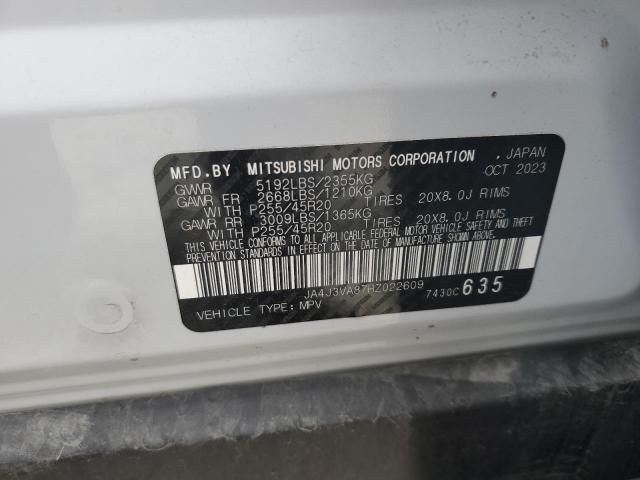 MFD.BY MITSUBISHI MOTORS CORPORATION , JAPAN
GVWR 5192LBS/2355KG OCT 2023
GAWR FR 2668LBS/1210KG
WITH P255/45R20 TIRES 20X8.0J RIMS
GAWR RR 3009LBS/1365KG
WITH P255/45R20 TIRES 20X8.0J RIMS
THIS VEHICLE CONFORMS TO ALL APPLICABLE FEDERAL MOTOR VEHICLE SAFETY AND THEFT
PREVENTION STANDARDS IN EFFECT ON THE DATE OF MANUFACTURE SHOWN ABOVE.
JA4J3VA87RZ022609 7430C 635
VEHICLE TYPE: MPV